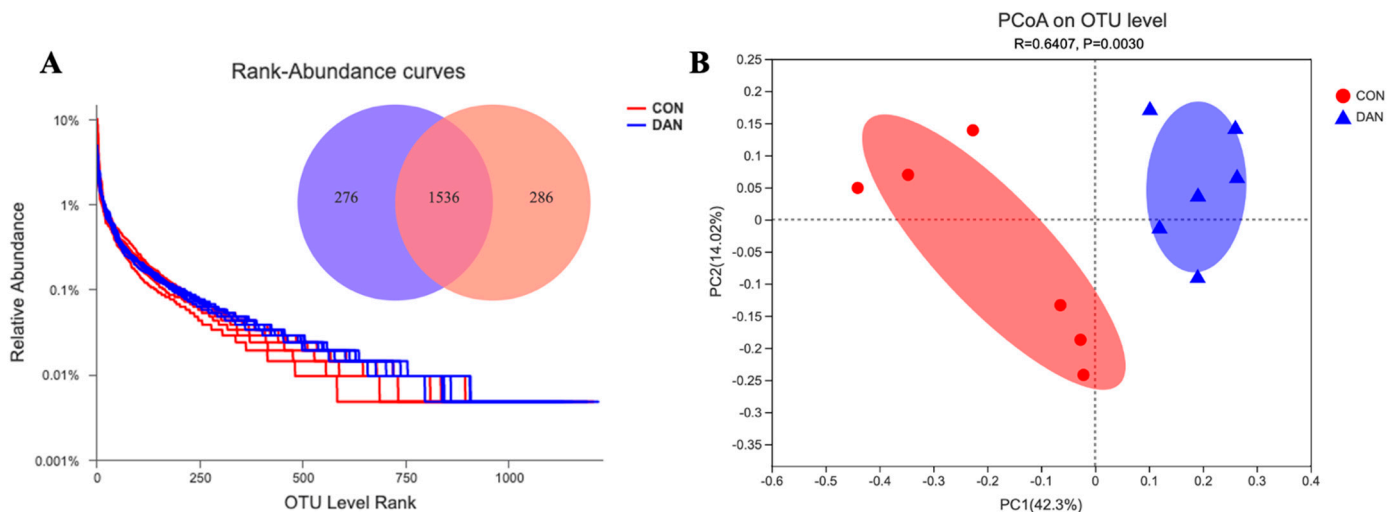 A
Rank-Abundance curves
CON
DAN
Relative Abundance
10%
1%
0.1%
0.01%
0.001%
276
1536
286
0
250
500
750
1000
OTU Level Rank
B
PCoA on OTU level
R=0.6407, P=0.0030
CON
DAN
PC2(14.02%)
0.25
0.2
0.15
0.1
0.05
0
-0.05
-0.1
-0.15
-0.2
-0.25
-0.3
-0.35
-0.6
-0.5
-0.4
-0.3
-0.2
-0.1
0
0.1
0.2
0.3
0.4
PC1(42.3%)